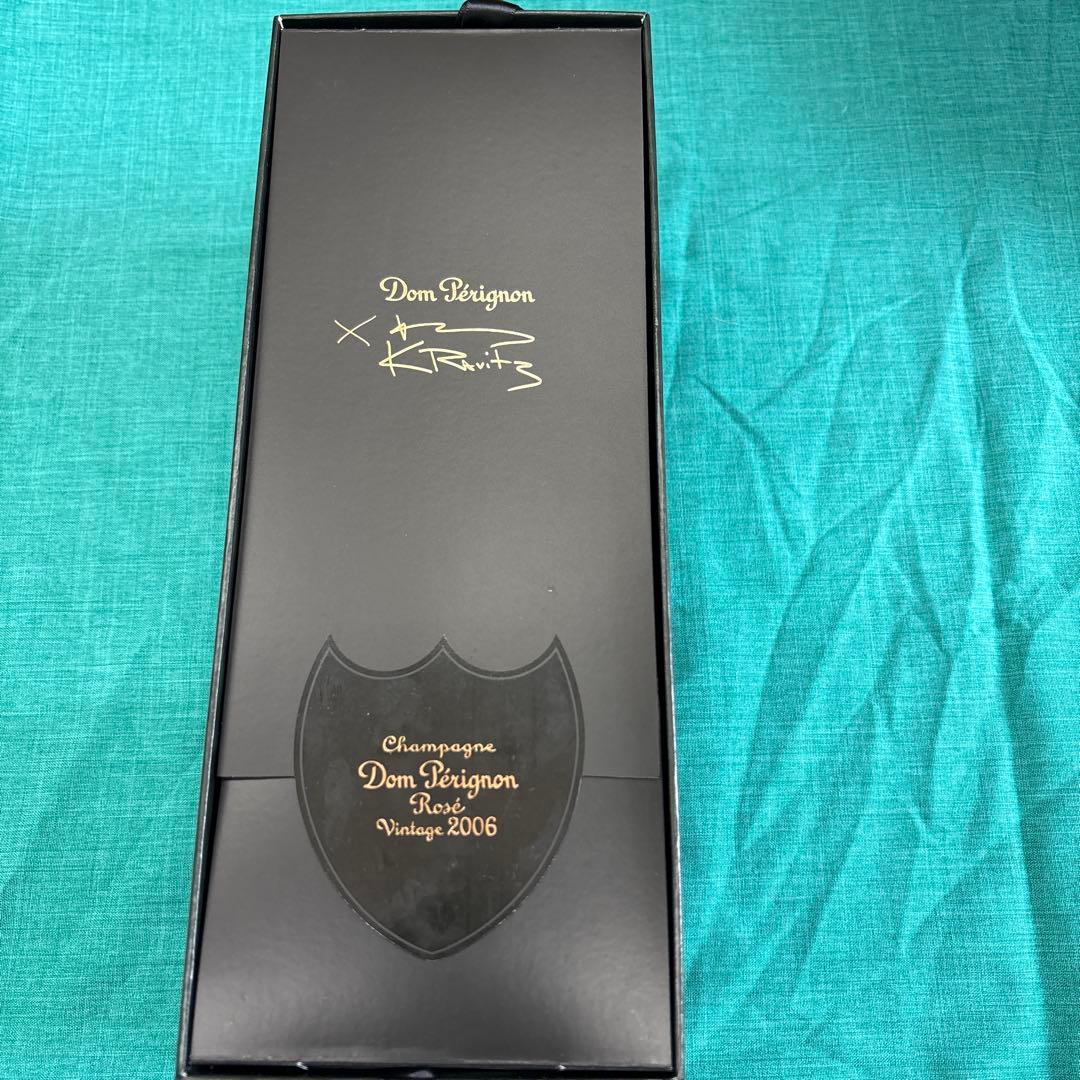 Dom Pérignon
X
KRavitz
Champagne
Dom Pérignon
Rosé
Vintage 2006